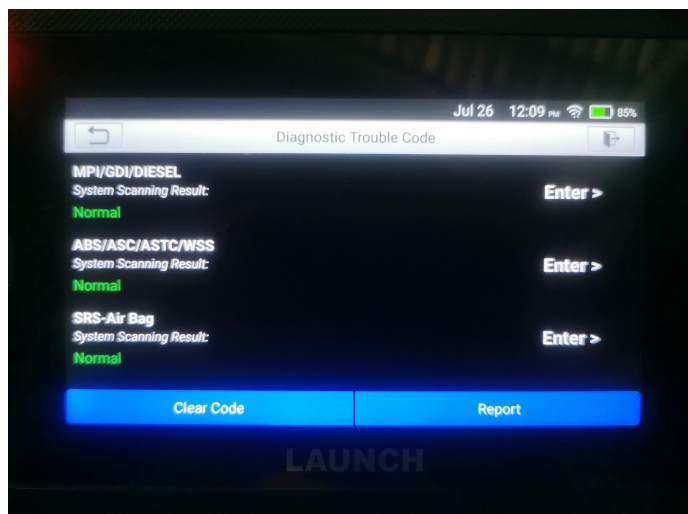 Jul 26 12:09 PM 85%
Diagnostic Trouble Code
MPI/GDI/DIESEL
System Scanning Result:
Normal
Enter >
ABS/ASC/ASTC/WSS
System Scanning Result:
Normal
Enter >
SRS-Air Bag
System Scanning Result:
Normal
Enter >
Clear Code
Report
LAUNCH